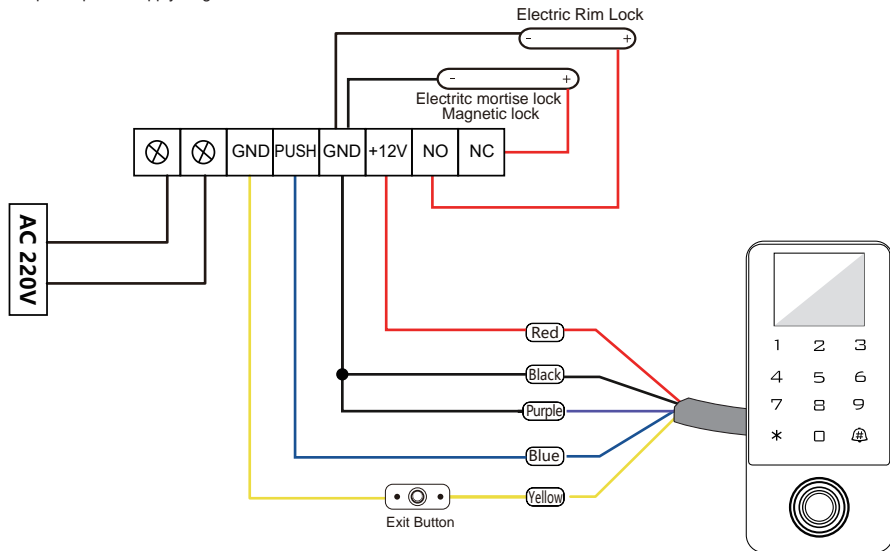 Electric Rim Lock
- +
- +
Electritc mortise lock
Magnetic lock
GND PUSH GND +12V NO NC
AC 220V
Red
Black
Purple
Blue
Yellow
Exit Button
1 2 3
4 5 6
7 8 9
* 0 #